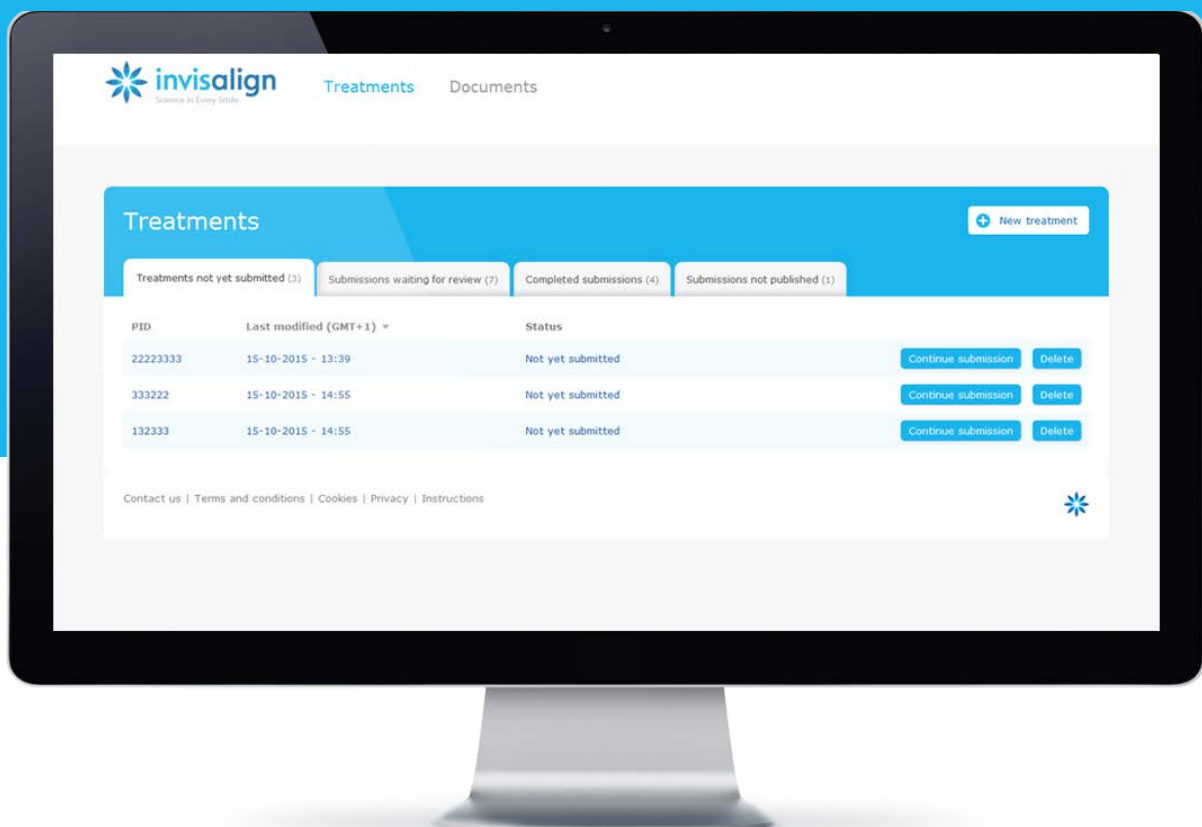 invisalign
Science in Every Smile
Treatments Documents
Treatments
New treatment
Treatments not yet submitted (3) Submissions waiting for review (7) Completed submissions (4) Submissions not published (1)
PID Last modified (GMT+1) Status
22223333 15-10-2015 - 13:39 Not yet submitted Continue submission Delete
333222 15-10-2015 - 14:55 Not yet submitted Continue submission Delete
132333 15-10-2015 - 14:55 Not yet submitted Continue submission Delete
Contact us | Terms and conditions | Cookies | Privacy | Instructions